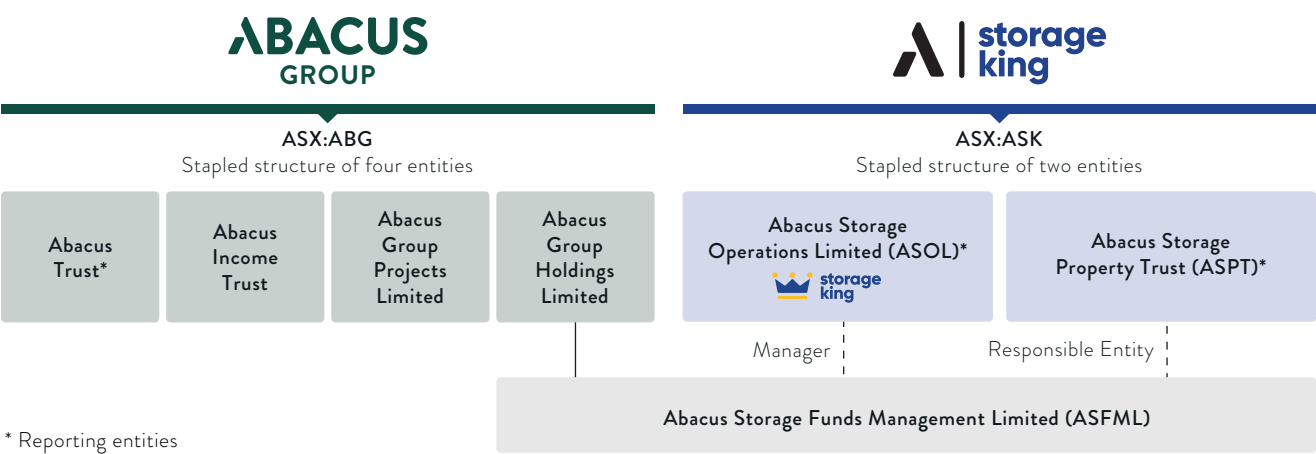 ABACUS
GROUP
ASX:ABG
Stapled structure of four entities
Abacus
Trust*
Abacus
Income
Trust
Abacus
Group
Projects
Limited
Abacus
Group
Holdings
Limited
storage
king
ASX:ASK
Stapled structure of two entities
Abacus Storage
Operations Limited (ASOL)*
storage
king
Abacus Storage
Property Trust (ASPT)*
Manager
Responsible Entity
Abacus Storage Funds Management Limited (ASFML)
* Reporting entities